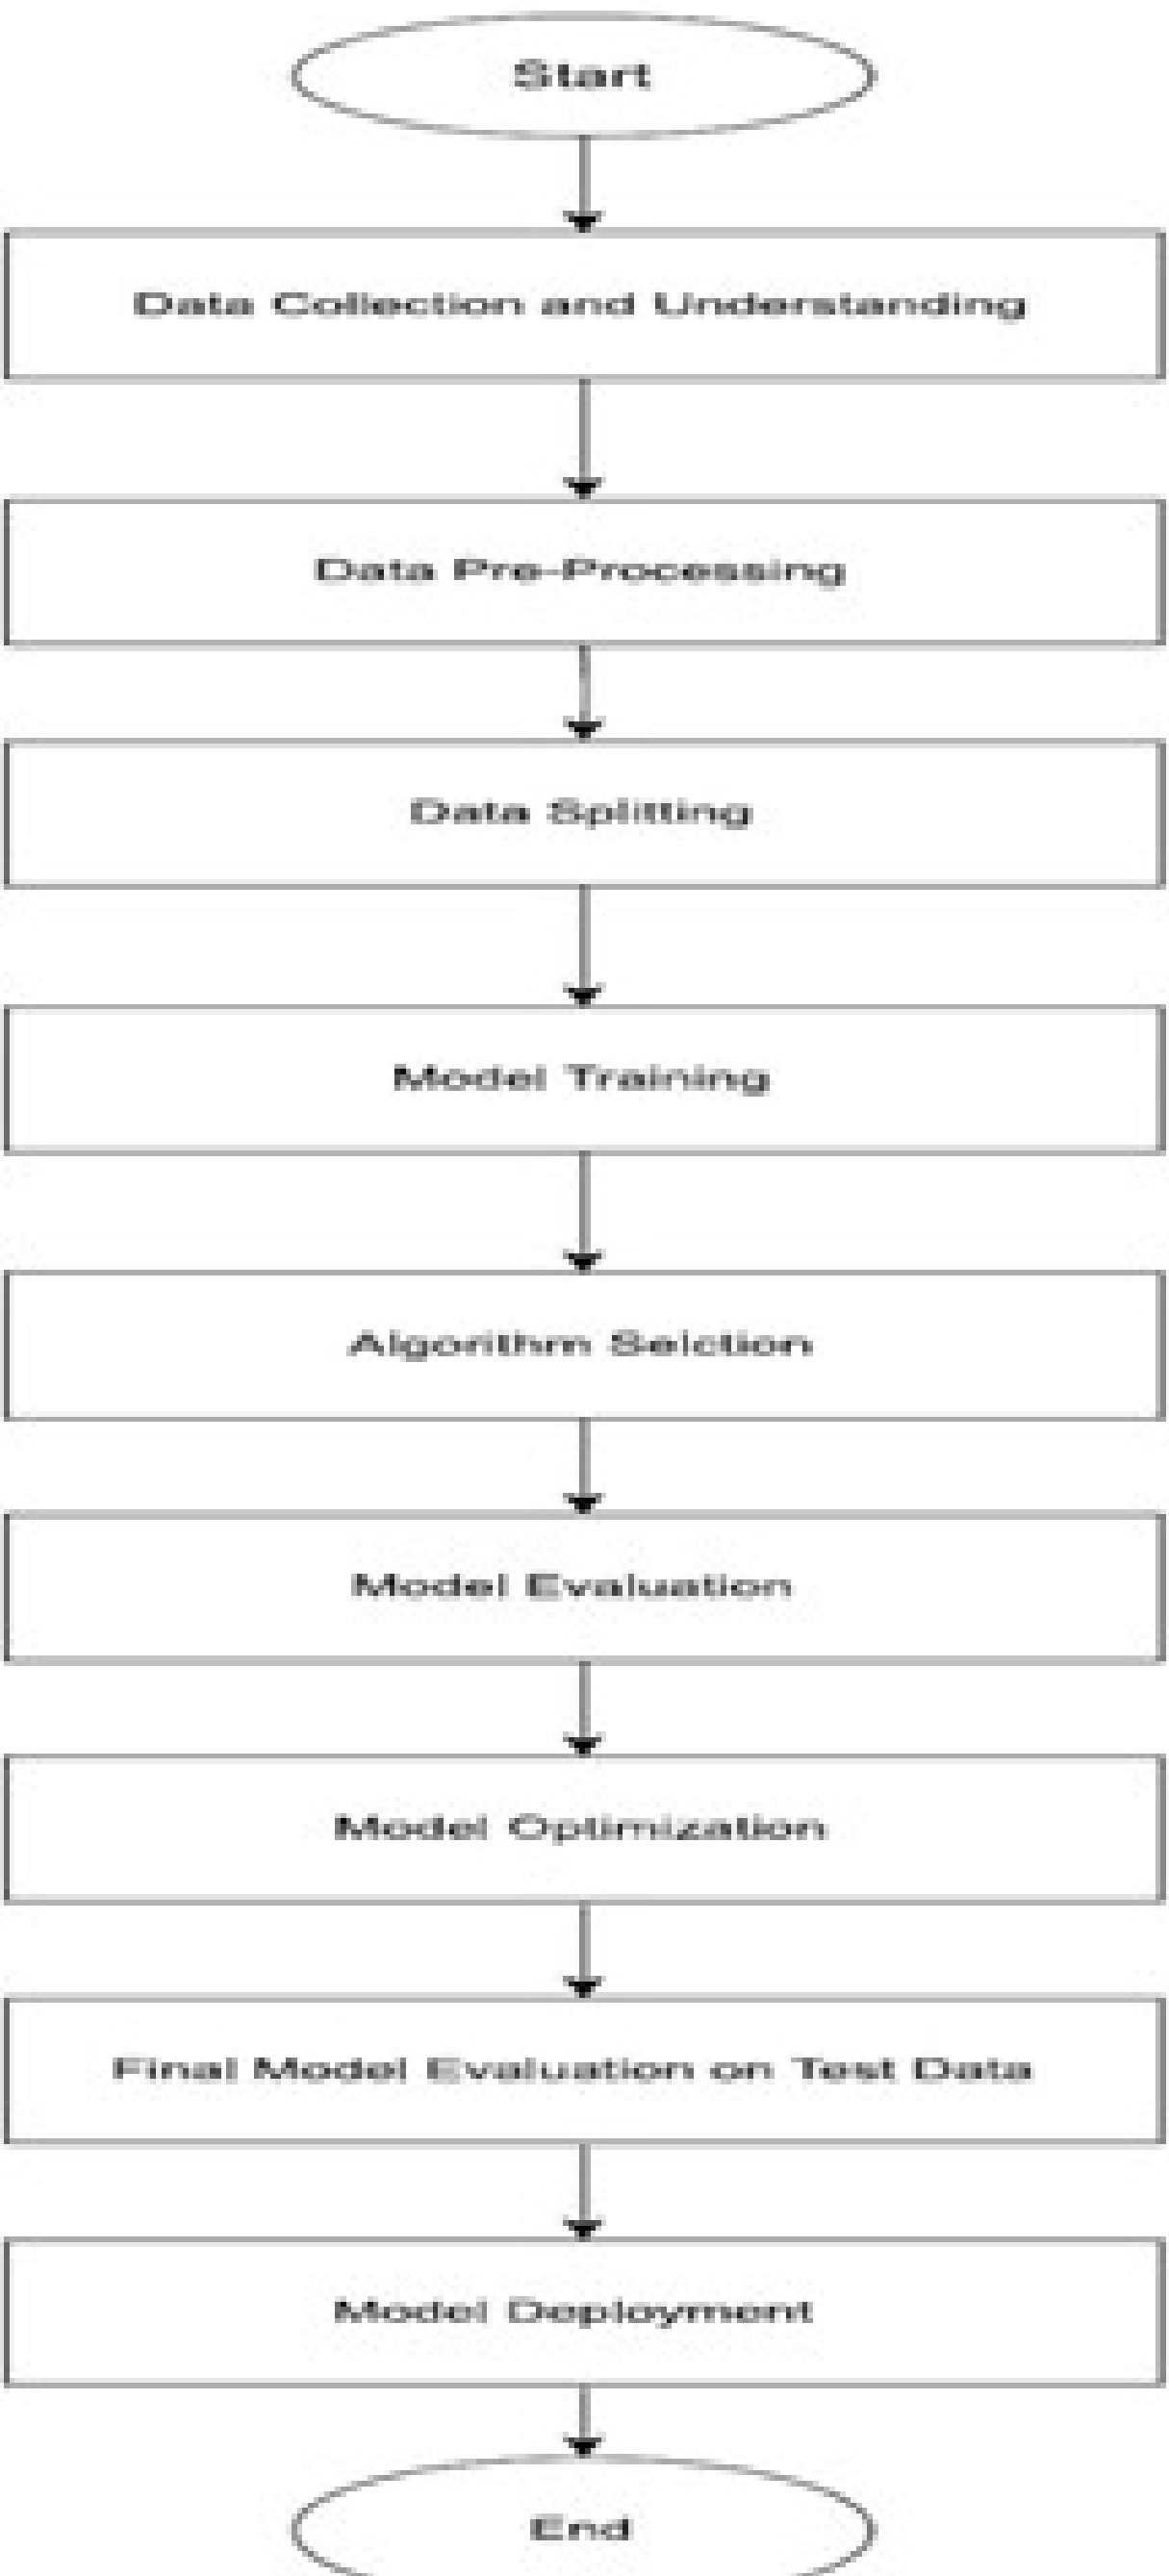 Start
Data Collection and Understanding
Data Pre-Processing
Data Splitting
Model Training
Algorithm Selction
Model Evaluation
Model Optimization
Final Model Evaluation on Test Data
Model Deployment
End